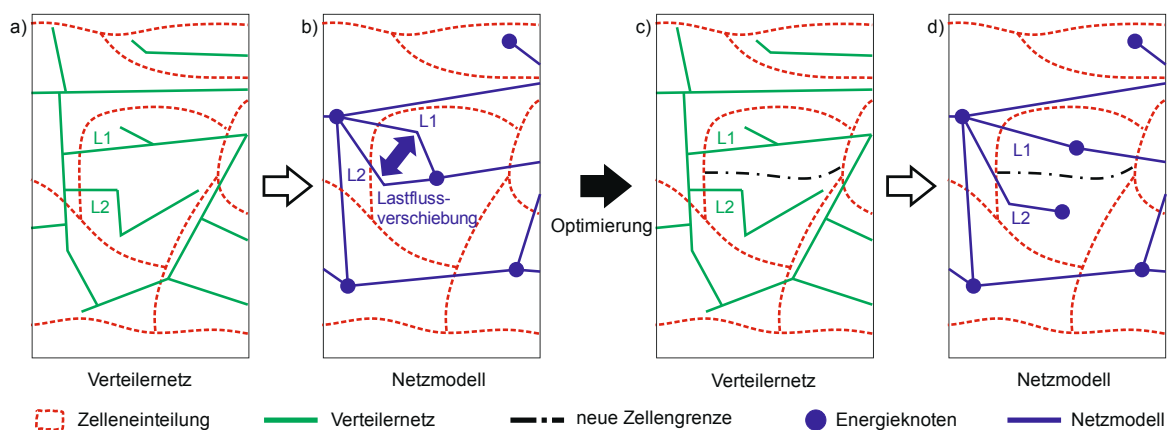 a)
L1
L2
Verteilernetz
b)
L1
L2
Lastfluss-
verschiebung
Netzmodell
Optimierung
c)
L1
L2
Verteilernetz
d)
L1
L2
Netzmodell
Zelleneinteilung
Verteilernetz
neue Zellengrenze
Energieknoten
Netzmodell